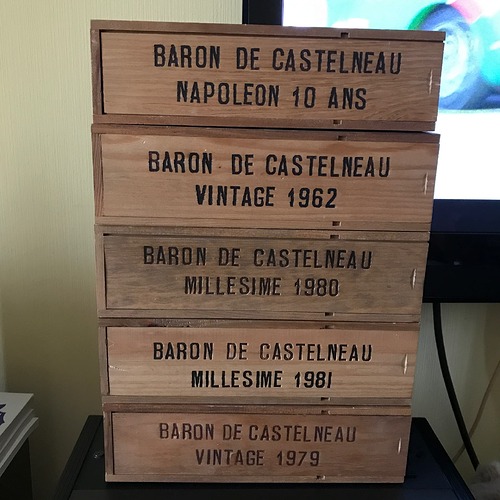 BARON DE CASTELNEAU
NAPOLEON 10 ANS
BARON DE CASTELNEAU
VINTAGE 1962
BARON DE CASTELNEAU
MILLESIME 1980
BARON DE CASTELNEAU
MILLESIME 1981
BARON DE CASTELNEAU
VINTAGE 1979